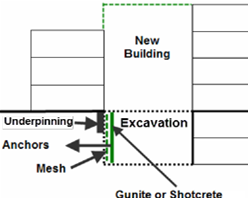 New
Building
Underpinning
Excavation
Anchors
Mesh
Gunite or Shotcrete